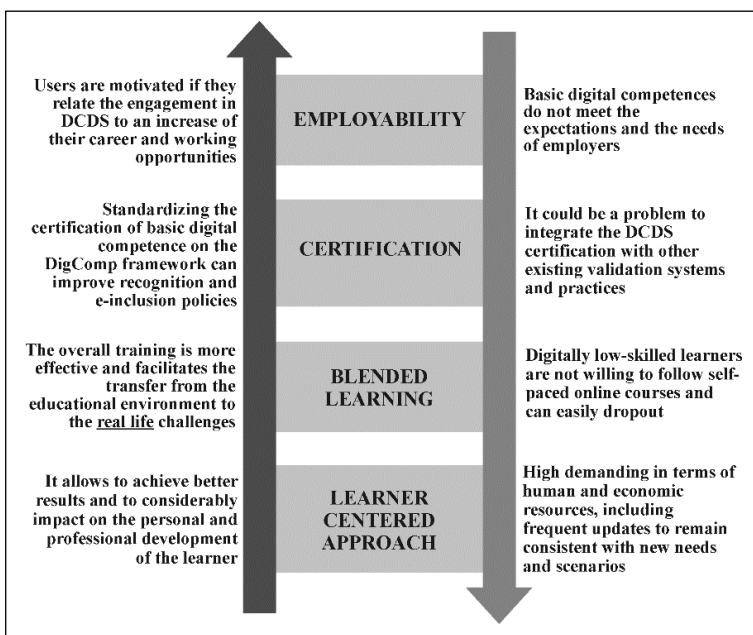 Users are motivated if they
relate the engagement in
DCDS to an increase of
their career and working
opportunities
EMPLOYABILITY
Basic digital competences
do not meet the
expectations and the needs
of employers
Standardizing the
certification of basic digital
competence on the
DigComp framework can
improve recognition and
e-inclusion policies
CERTIFICATION
It could be a problem to
integrate the DCDS
certification with other
existing validation systems
and practices
The overall training is more
effective and facilitates the
transfer from the
educational environment to
the real life challenges
BLENDED
LEARNING
Digitally low-skilled learners
are not willing to follow self-
paced online courses and
can easily dropout
It allows to achieve better
results and to considerably
impact on the personal and
professional development
of the learner
LEARNER
CENTERED
APPROACH
High demanding in terms of
human and economic
resources, including
frequent updates to remain
consistent with new needs
and scenarios